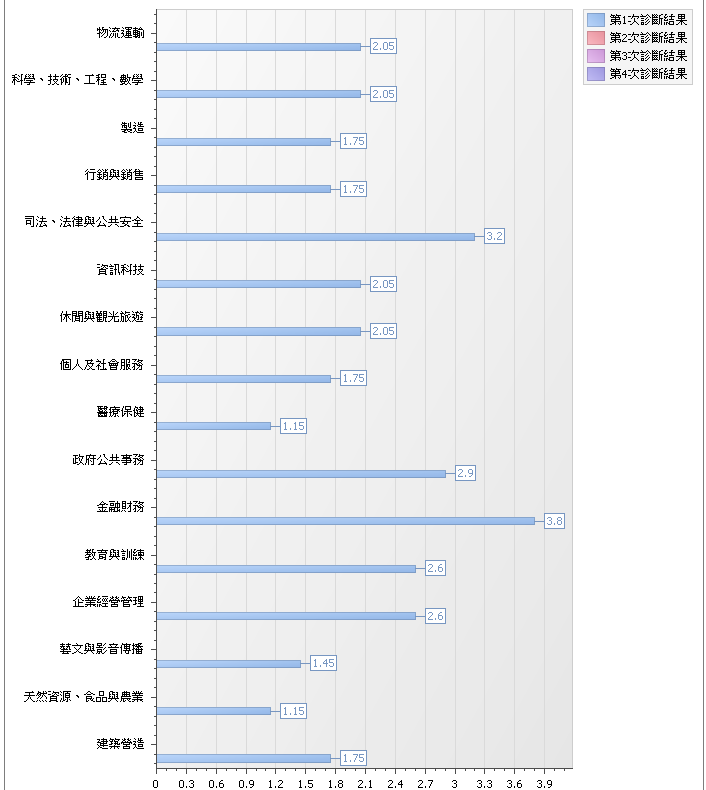 物流運輸
2.05
科學、技術、工程、數學
2.05
製造
1.75
行銷與銷售
1.75
司法、法律與公共安全
3.2
資訊科技
2.05
休閒與觀光旅遊
2.05
個人及社會服務
1.75
醫療保健
1.15
政府公共事務
2.9
金融財務
3.8
教育與訓練
2.6
企業經營管理
2.6
藝文與影音傳播
1.45
天然資源、食品與農業
1.15
建築營造
1.75
0 0.3 0.6 0.9 1.2 1.5 1.8 2.1 2.4 2.7 3 3.3 3.6 3.9
第1次診斷結果
第2次診斷結果
第3次診斷結果
第4次診斷結果